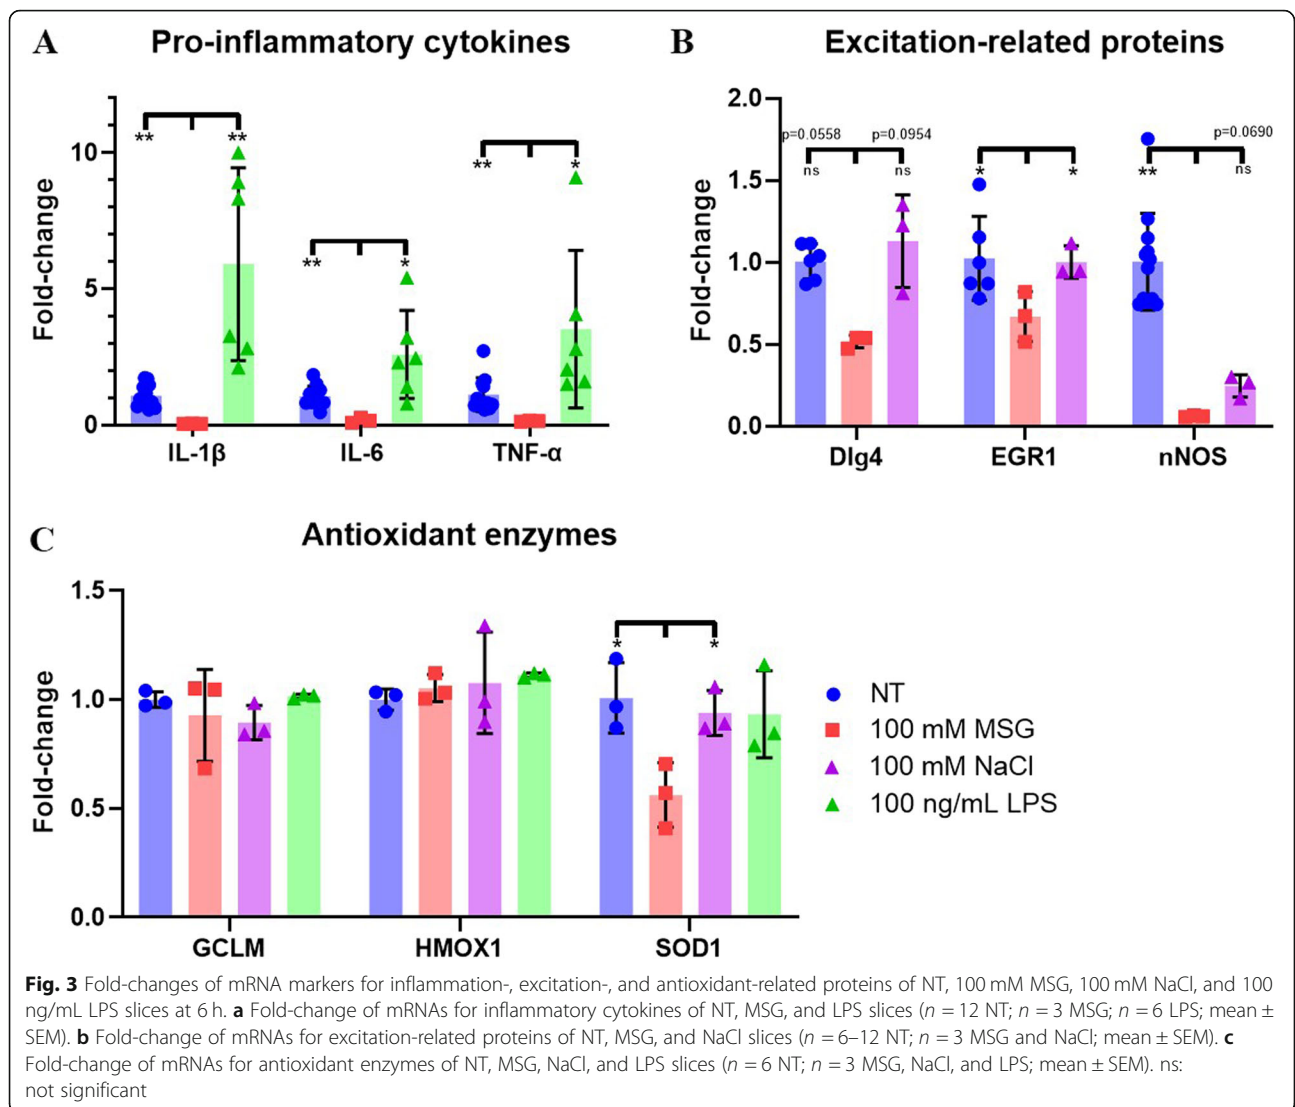 A
Pro-inflammatory cytokines
Fold-change
10
5
0
** **
** *
** *
IL-1β IL-6 TNF-α
B
Excitation-related proteins
Fold-change
2.0
1.5
1.0
0.5
0.0
p=0.0558 p=0.0954 p=0.0690
ns ns * * ** ns
Dlg4 EGR1 nNOS
C
Antioxidant enzymes
Fold-change
1.5
1.0
0.5
0.0
* *
GCLM HMOX1 SOD1
NT
100 mM MSG
100 mM NaCl
100 ng/mL LPS
Fig. 3 Fold-changes of mRNA markers for inflammation-, excitation-, and antioxidant-related proteins of NT, 100 mM MSG, 100 mM NaCl, and 100
ng/mL LPS slices at 6 h. a Fold-change of mRNAs for inflammatory cytokines of NT, MSG, and LPS slices (n = 12 NT; n = 3 MSG; n = 6 LPS; mean ±
SEM). b Fold-change of mRNAs for excitation-related proteins of NT, MSG, and NaCl slices (n = 6–12 NT; n = 3 MSG and NaCl; mean ± SEM). c
Fold-change of mRNAs for antioxidant enzymes of NT, MSG, NaCl, and LPS slices (n = 6 NT; n = 3 MSG, NaCl, and LPS; mean ± SEM). ns:
not significant